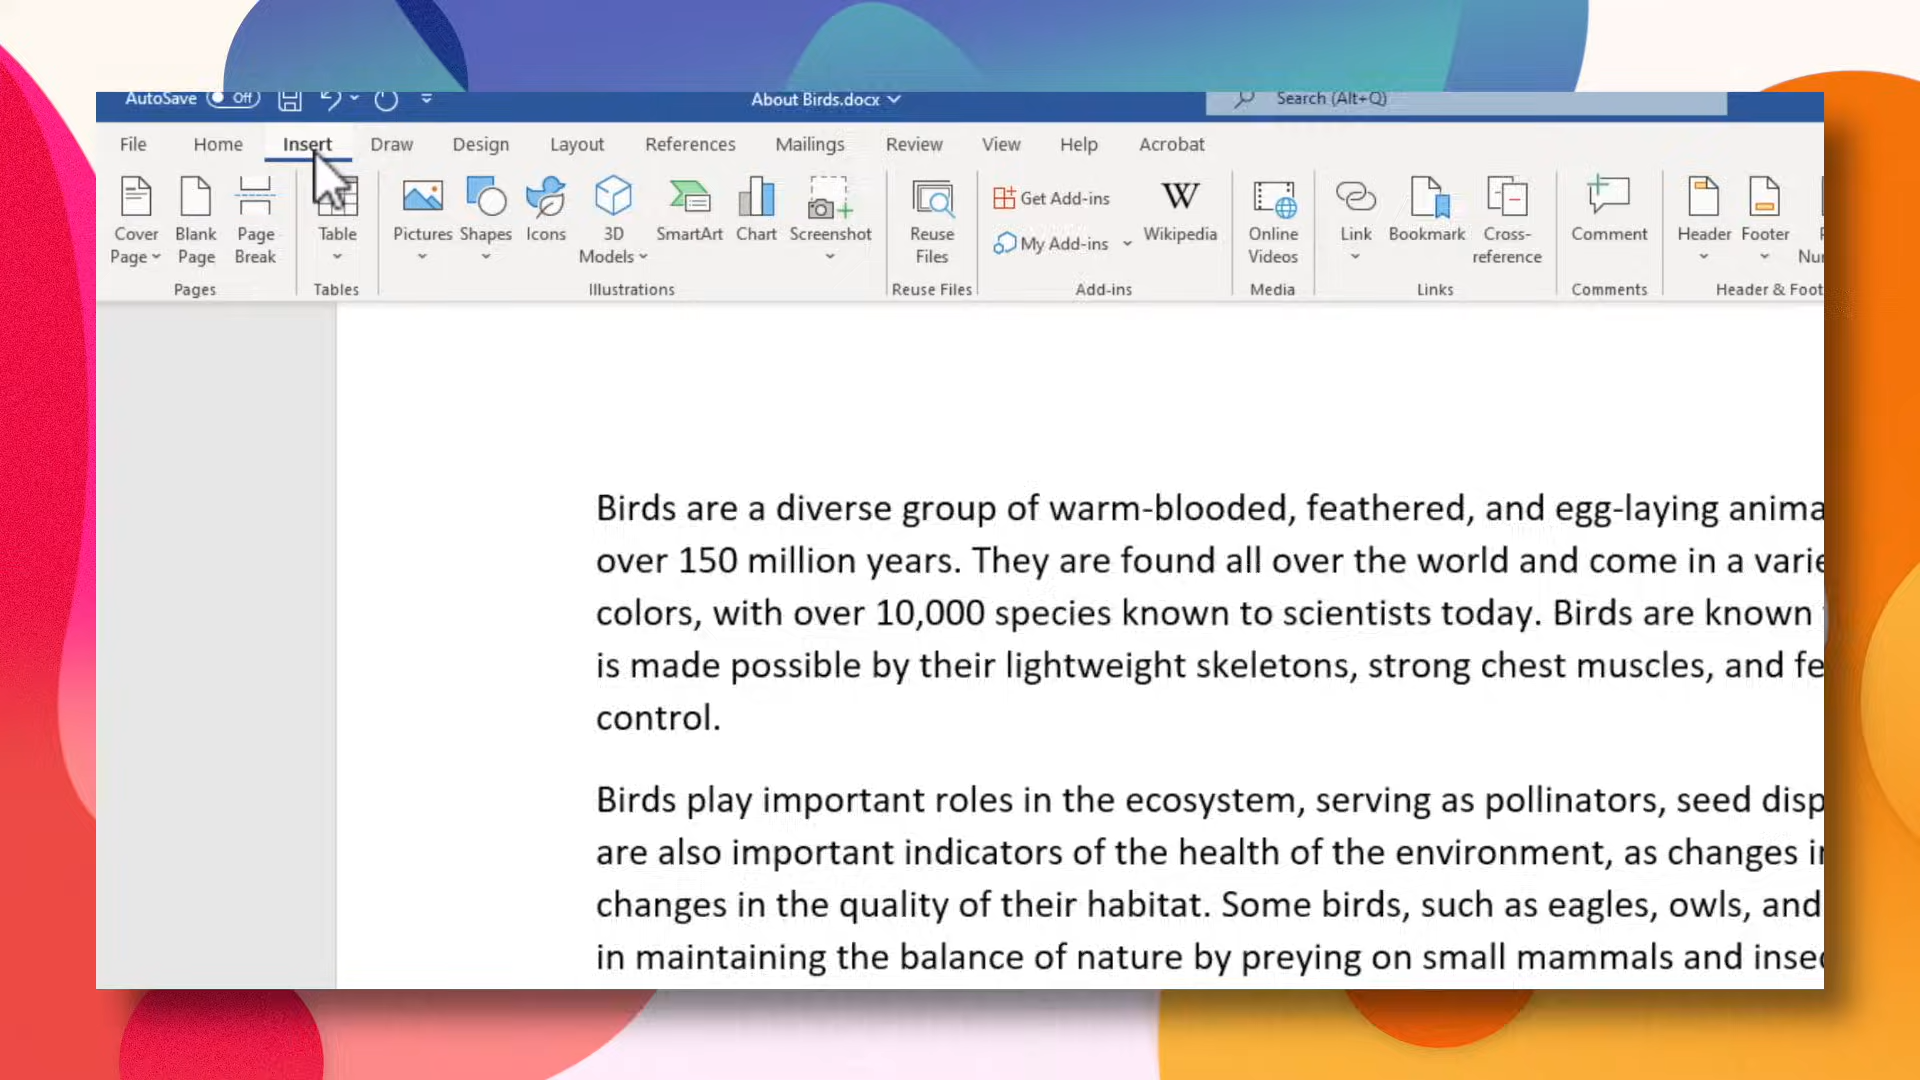 AutoSave Off About Birds.docx Search (Alt+Q)
File Home Insert Draw Design Layout References Mailings Review View Help Acrobat
Cover Page Blank Page Page Break Table Pictures Shapes Icons 3D Models SmartArt Chart Screenshot Reuse Files Get Add-ins My Add-ins Wikipedia Online Videos Link Bookmark Cross-reference Comment Header Footer
Pages Tables Illustrations Reuse Files Add-ins Media Links Comments Header & Foot
Birds are a diverse group of warm-blooded, feathered, and egg-laying anima
over 150 million years. They are found all over the world and come in a varie
colors, with over 10,000 species known to scientists today. Birds are known
is made possible by their lightweight skeletons, strong chest muscles, and fe
control.
Birds play important roles in the ecosystem, serving as pollinators, seed disp
are also important indicators of the health of the environment, as changes in
changes in the quality of their habitat. Some birds, such as eagles, owls, and
in maintaining the balance of nature by preying on small mammals and insec